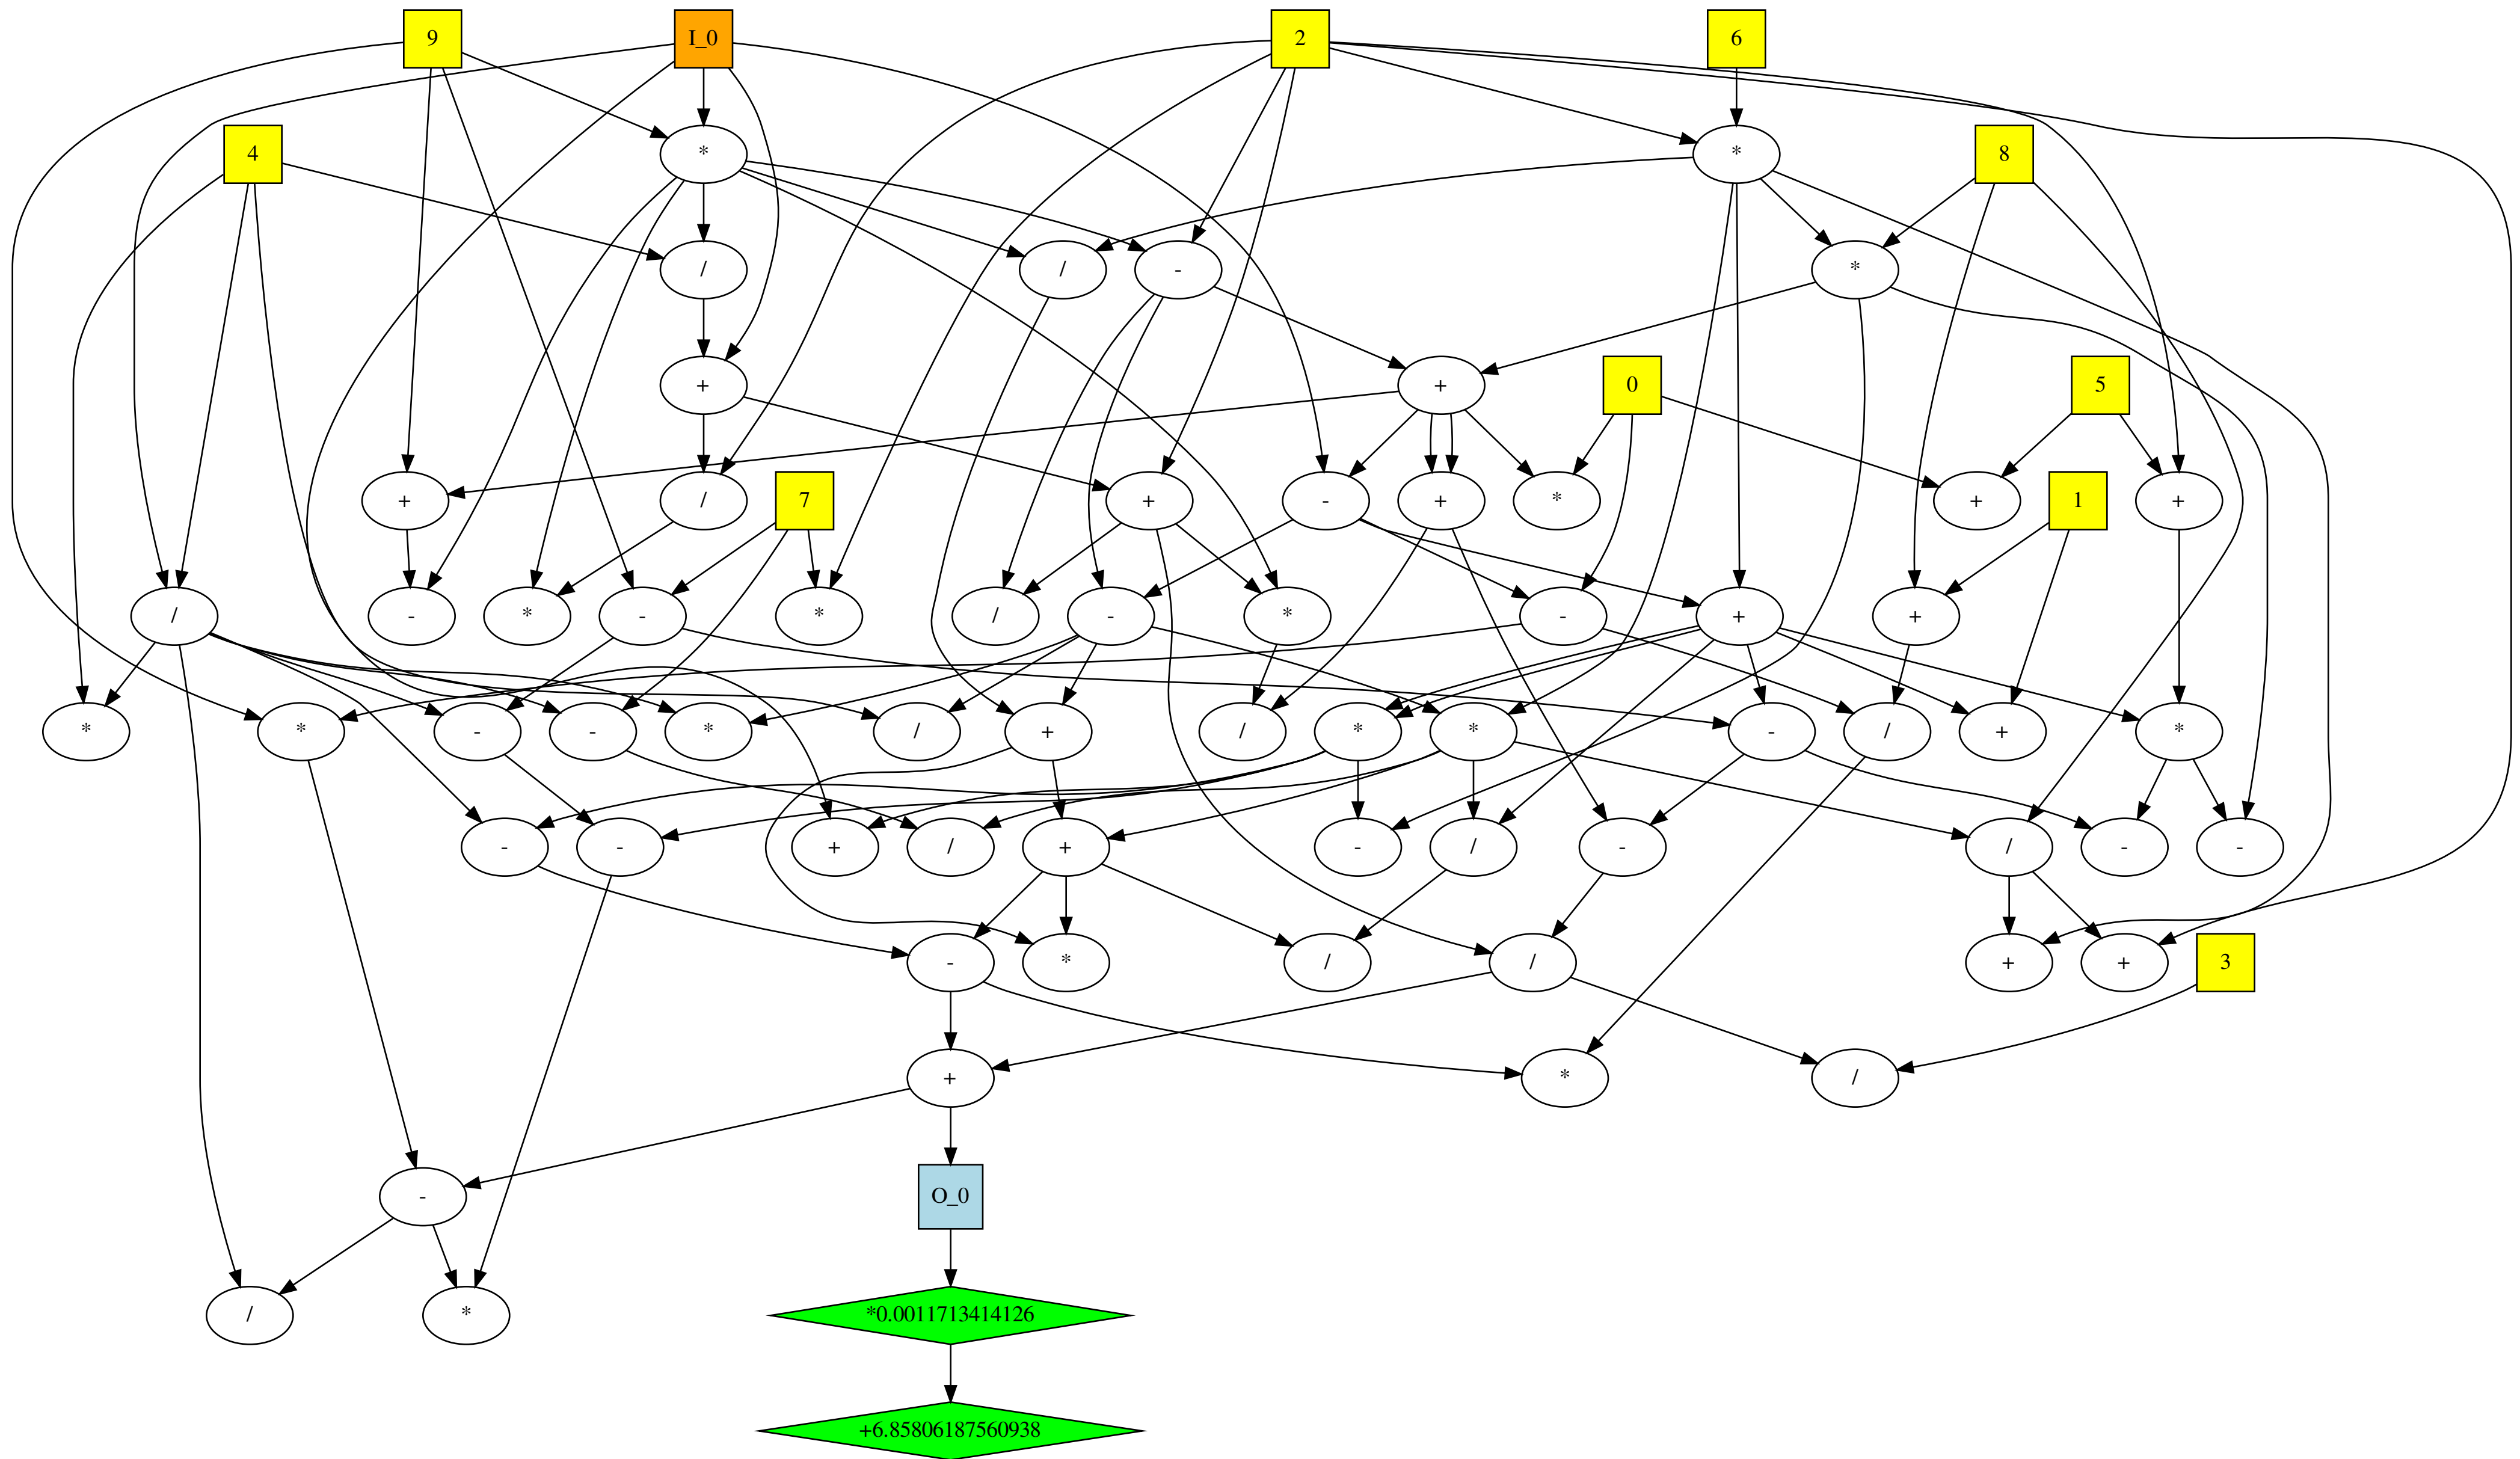 9 I_0 2 6
4 * * 8
/ / - *
+ + 0 5
+ / 7 + - + * + 1 +
/ - * - * / - * - + +
* * - - * / + / * * - / + *
- - + / + - / - / - -
- * / / + + 3
+ * /
- O_0
/ * *0.0011713414126
+6.85806187560938